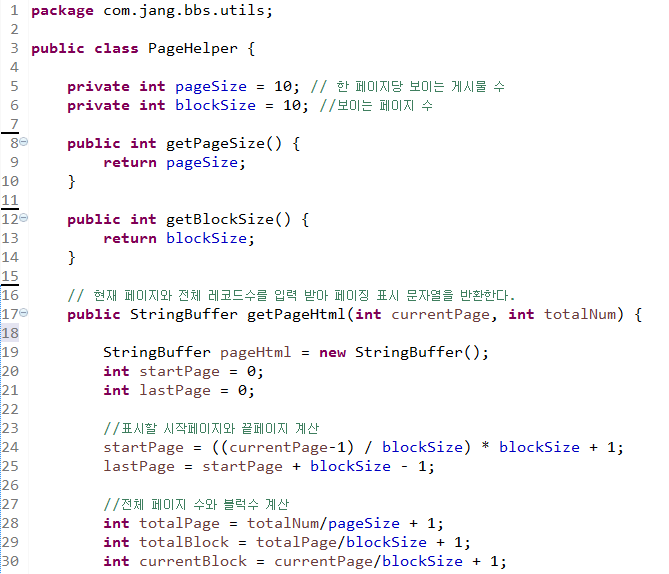 1 package com.jang.bbs.utils;
2
3 public class PageHelper {
4
5     private int pageSize = 10; // 한 페이지당 보이는 게시물 수
6     private int blockSize = 10; //보이는 페이지 수
7
8     public int getPageSize() {
9         return pageSize;
10     }
11
12     public int getBlockSize() {
13         return blockSize;
14     }
15
16     // 현재 페이지와 전체 레코드수를 입력 받아 페이징 표시 문자열을 반환한다.
17     public StringBuffer getPageHtml(int currentPage, int totalNum) {
18
19         StringBuffer pageHtml = new StringBuffer();
20         int startPage = 0;
21         int lastPage = 0;
22
23         //표시할 시작페이지와 끝페이지 계산
24         startPage = ((currentPage-1) / blockSize) * blockSize + 1;
25         lastPage = startPage + blockSize - 1;
26
27         //전체 페이지 수와 블럭수 계산
28         int totalPage = totalNum/pageSize + 1;
29         int totalBlock = totalPage/blockSize + 1;
30         int currentBlock = currentPage/blockSize + 1;